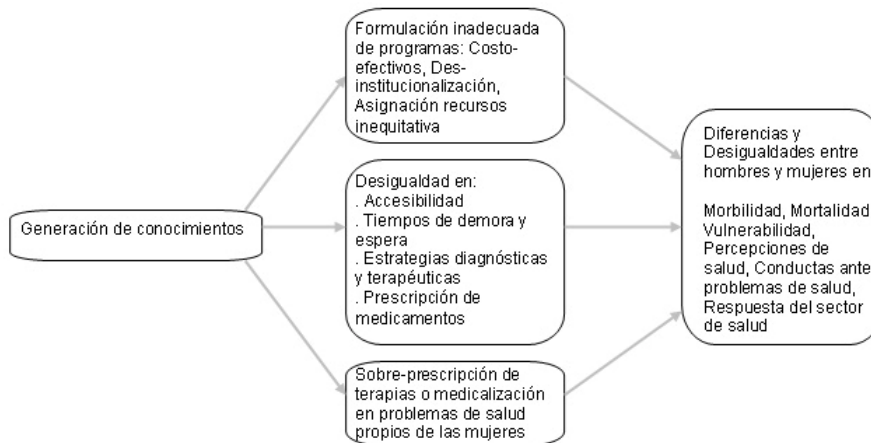 Formulación inadecuada
de programas: Costo-
efectivos, Des-
institucionalización,
Asignación recursos
inequitativa
Desigualdad en:
. Accesibilidad
. Tiempos de demora y
espera
. Estrategias diagnósticas
y terapéuticas
. Prescripción de
medicamentos
Generación de conocimientos
Sobre-prescripción de
terapias o medicalización
en problemas de salud
propios de las mujeres
Diferencias y
Desigualdades entre
hombres y mujeres en
Morbilidad, Mortalidad
Vulnerabilidad,
Percepciones de
salud, Conductas ante
problemas de salud,
Respuesta del sector
de salud